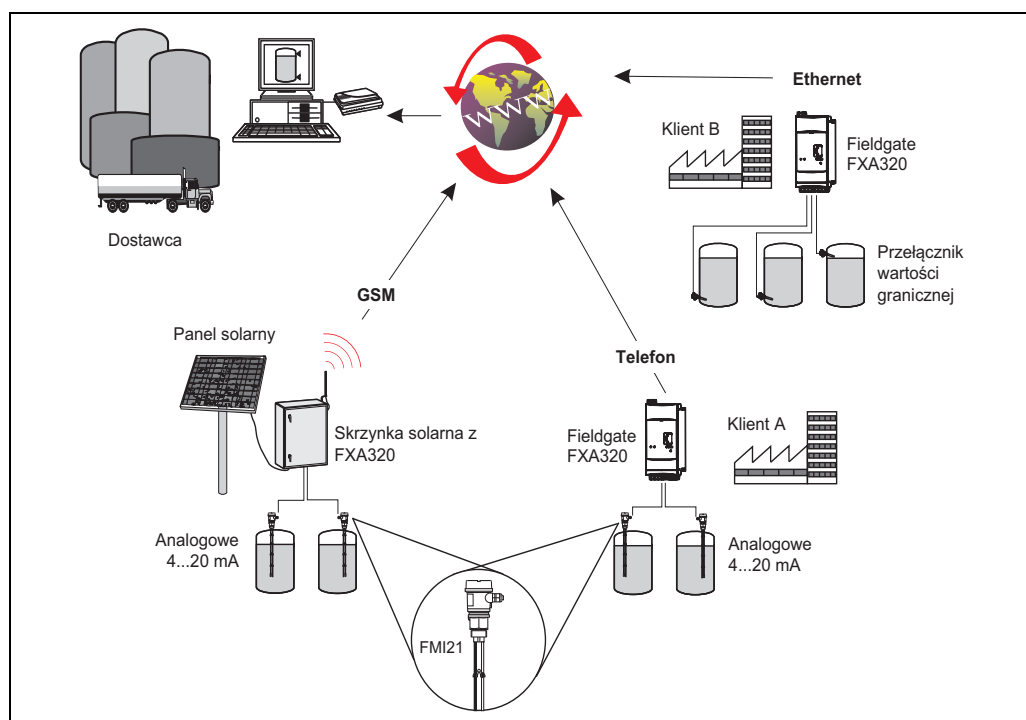 Ethernet
WWW
Klient B
Fieldgate
FXA320
Dostawca
Przełącznik
wartości
granicznej
GSM
Panel solarny
Telefon
Skrzynka solarna z
FXA320
Fieldgate
FXA320
Klient A
Analogowe
4...20 mA
Analogowe
4...20 mA
FMI21